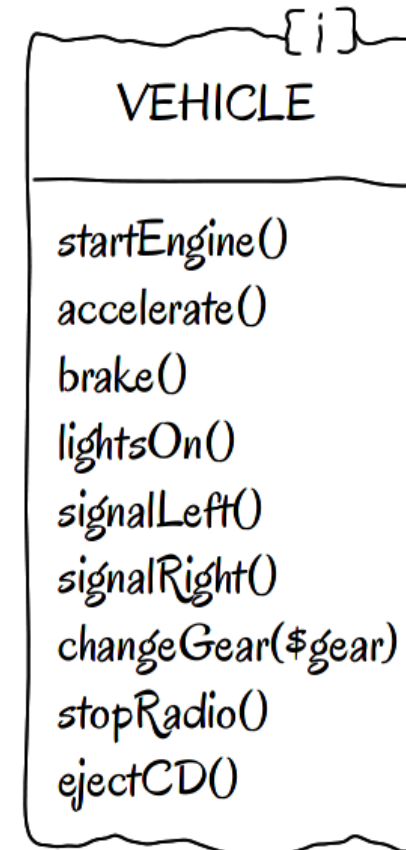 {i}
VEHICLE
startEngine()
accelerate()
brake()
lightsOn()
signalLeft()
signalRight()
changeGear($gear)
stopRadio()
ejectCD()